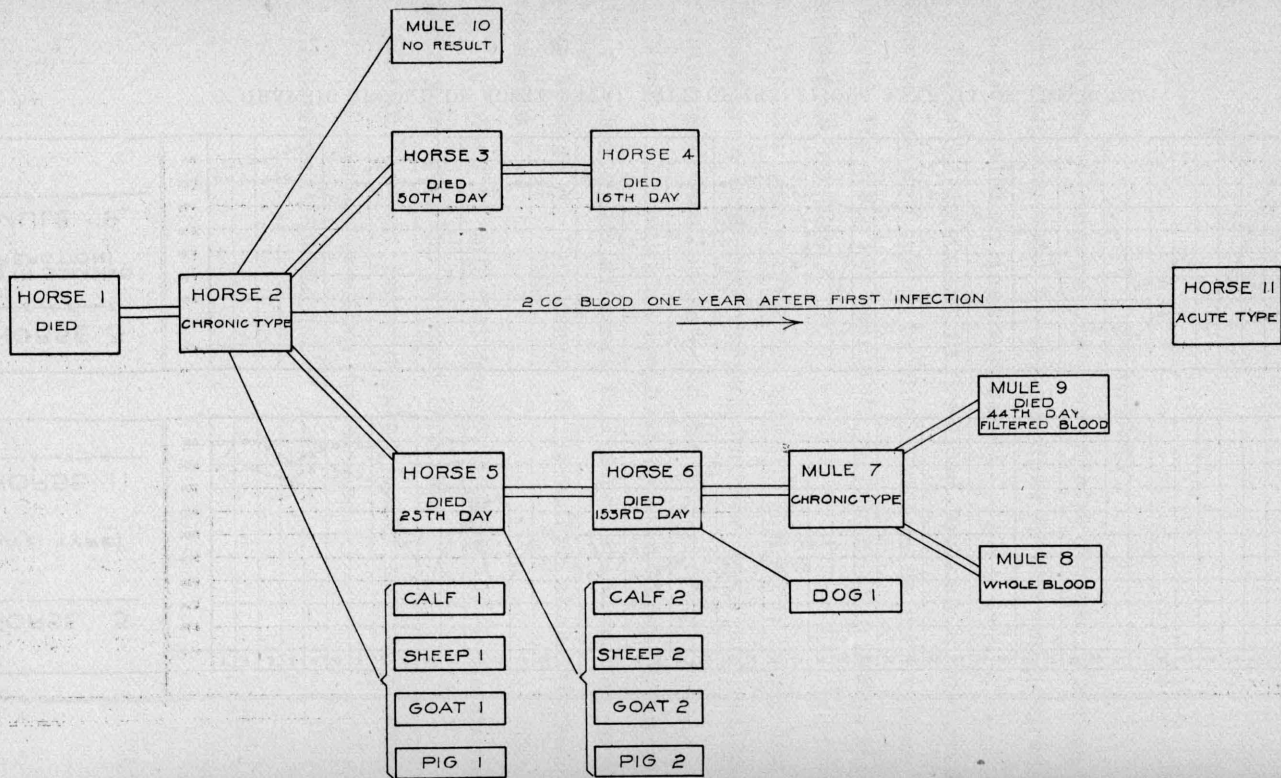 MULE 10
NO RESULT
HORSE 3
DIED
50TH DAY
HORSE 4
DIED
16TH DAY
HORSE 1
DIED
HORSE 2
CHRONIC TYPE
2 CC BLOOD ONE YEAR AFTER FIRST INFECTION
HORSE 11
ACUTE TYPE
HORSE 5
DIED
25TH DAY
HORSE 6
DIED
153RD DAY
MULE 7
CHRONIC TYPE
MULE 9
DIED
44TH DAY
FILTERED BLOOD
MULE 8
WHOLE BLOOD
CALF 1
SHEEP 1
GOAT 1
PIG 1
CALF 2
SHEEP 2
GOAT 2
PIG 2
DOG 1